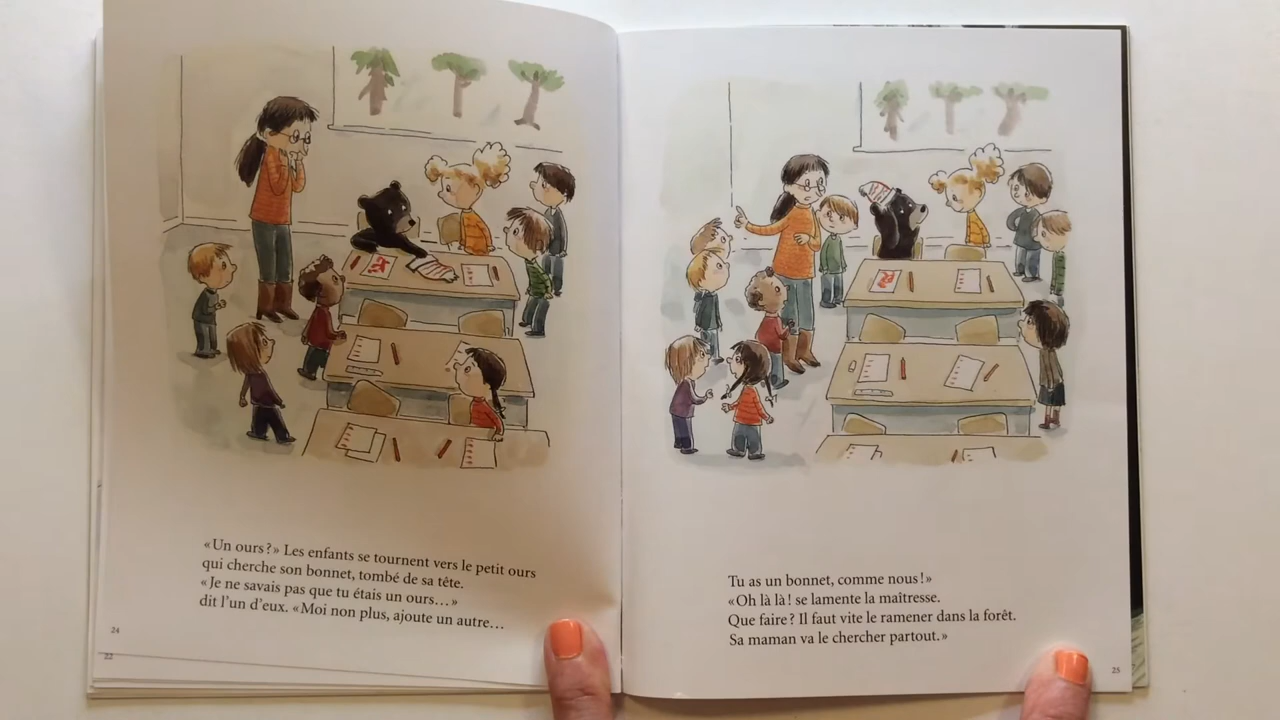 «Un ours?» Les enfants se tournent vers le petit ours
qui cherche son bonnet, tombé de sa tête.
«Je ne savais pas que tu étais un ours…»
dit l'un d'eux. «Moi non plus, ajoute un autre…
24
22
Tu as un bonnet, comme nous!»
«Oh là là! se lamente la maîtresse.
Que faire? Il faut vite le ramener dans la forêt.
Sa maman va le chercher partout.»
25